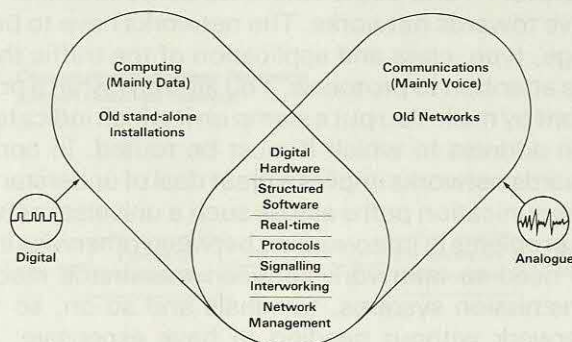 Computing
(Mainly Data)
Old stand-alone
Installations
Communications
(Mainly Voice)
Old Networks
Digital
Hardware
Structured
Software
Real-time
Protocols
Signalling
Interworking
Network
Management
Digital
Analogue